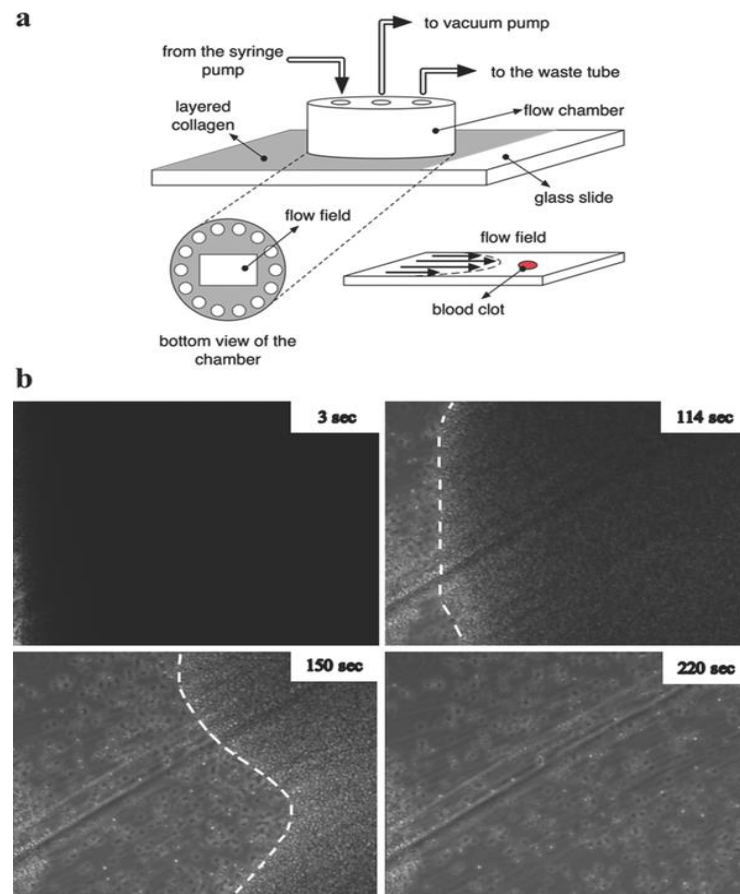 a
to vacuum pump
from the syringe
pump
to the waste tube
layered
collagen
flow chamber
glass slide
flow field
flow field
blood clot
bottom view of the
chamber
b
3 sec
114 sec
150 sec
220 sec